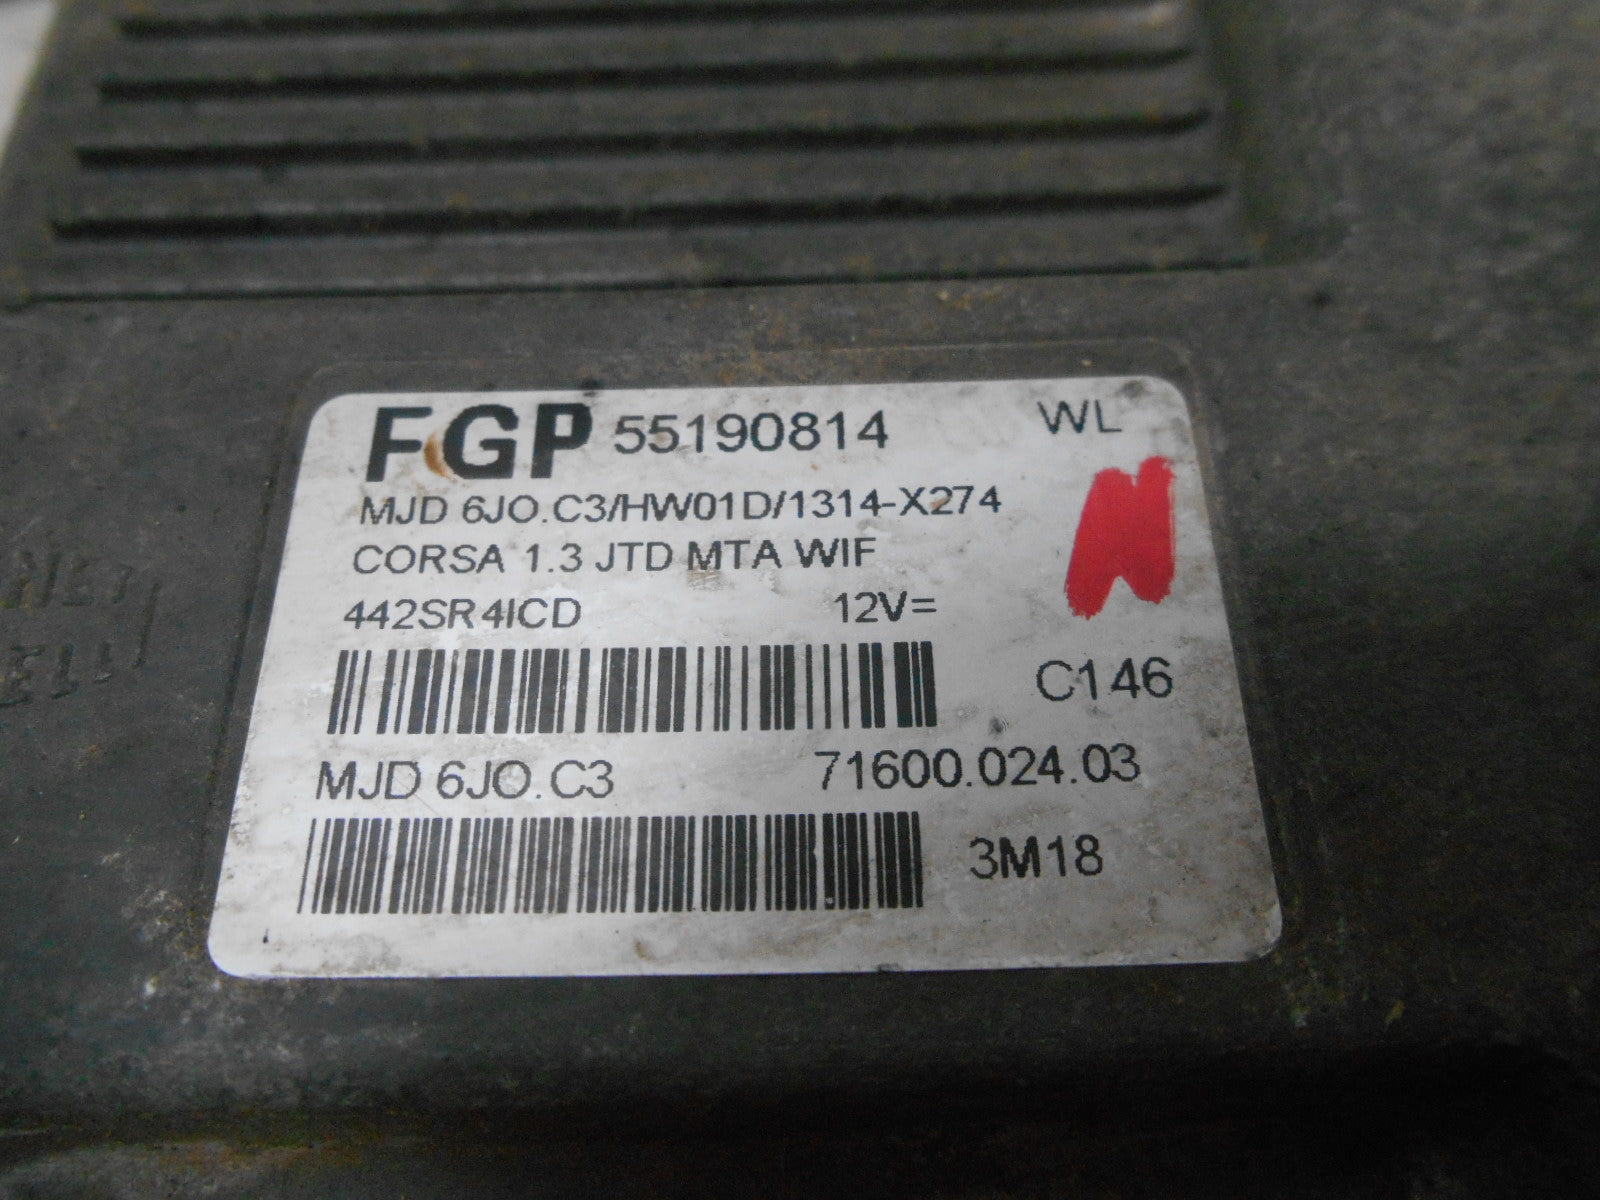 FGP 55190814 WL
MJD 6JO.C3/HW01D/1314-X274
CORSA 1.3 JTD MTA WIF
442SR4ICD 12V=
C146
MJD 6JO.C3 71600.024.03
3M18